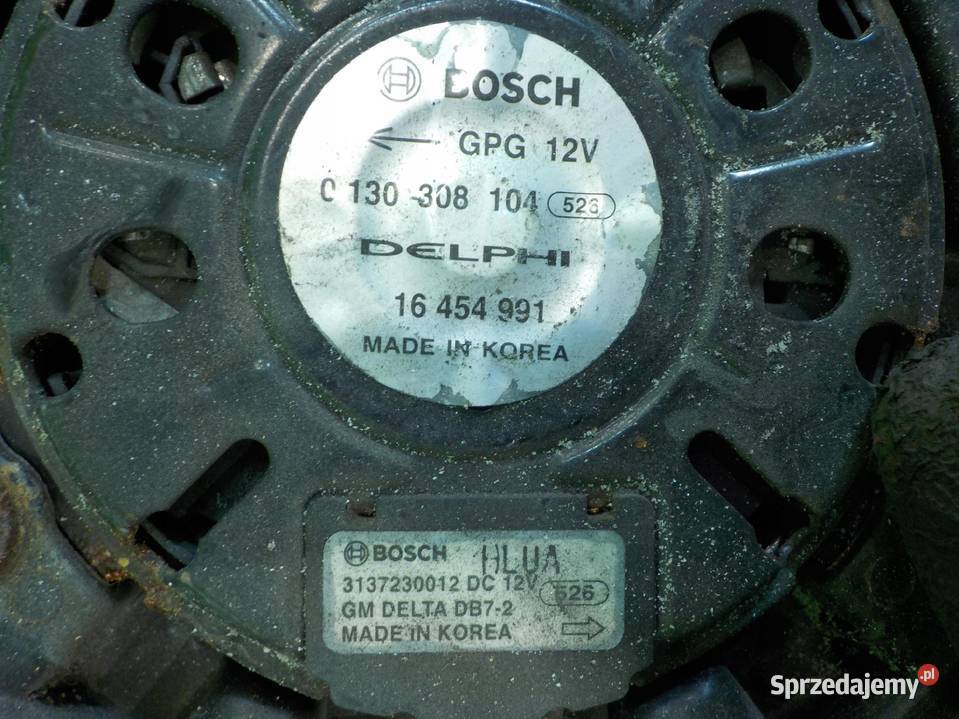 BOSCH
GPG 12V
0 130 308 104 526
DELPHI
16 454 991
MADE IN KOREA
BOSCH HLUA
3137230012 DC 12V 526
GM DELTA DB7-2
MADE IN KOREA
Sprzedajemy.pl